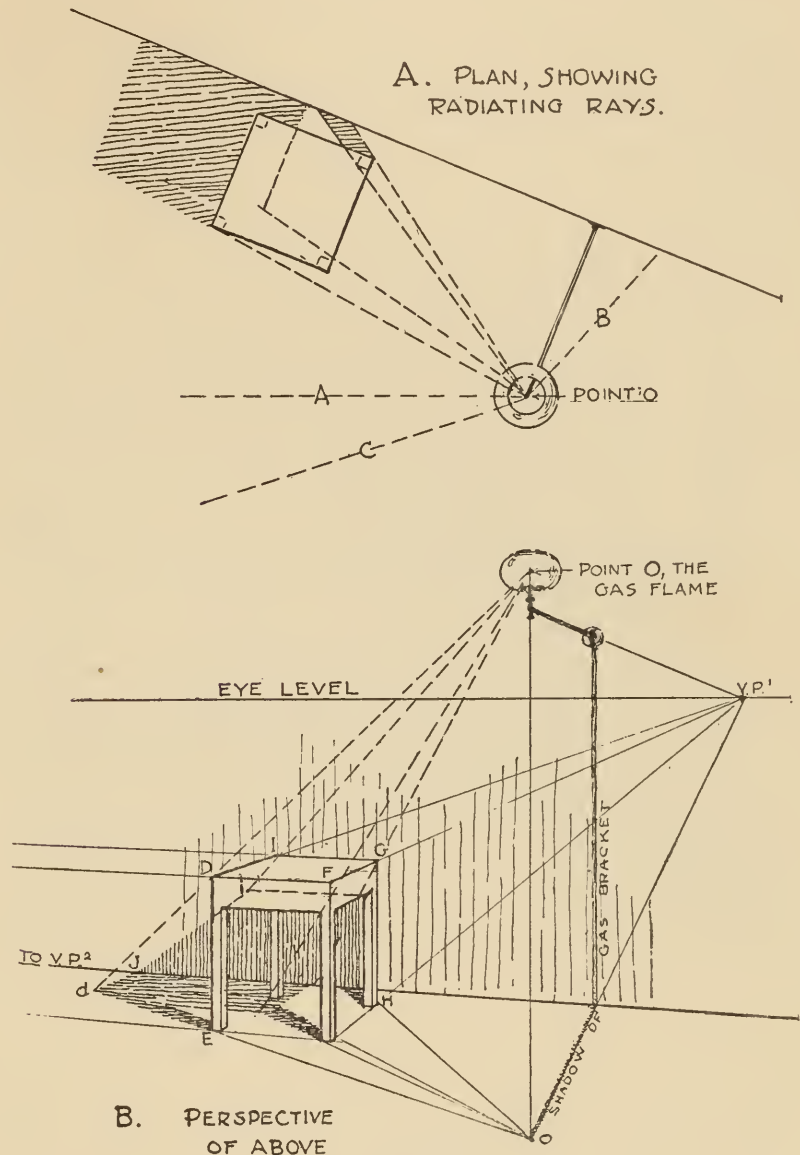 A. PLAN, SHOWING
RADIATING RAYS.
B
A
POINT O
C
POINT O, THE
GAS FLAME
EYE LEVEL
V.P.1
I
G
D
F
GAS BRACKET
TO V.P.2
J
d
H
E
SHADOW OF
O
B. PERSPECTIVE
OF ABOVE